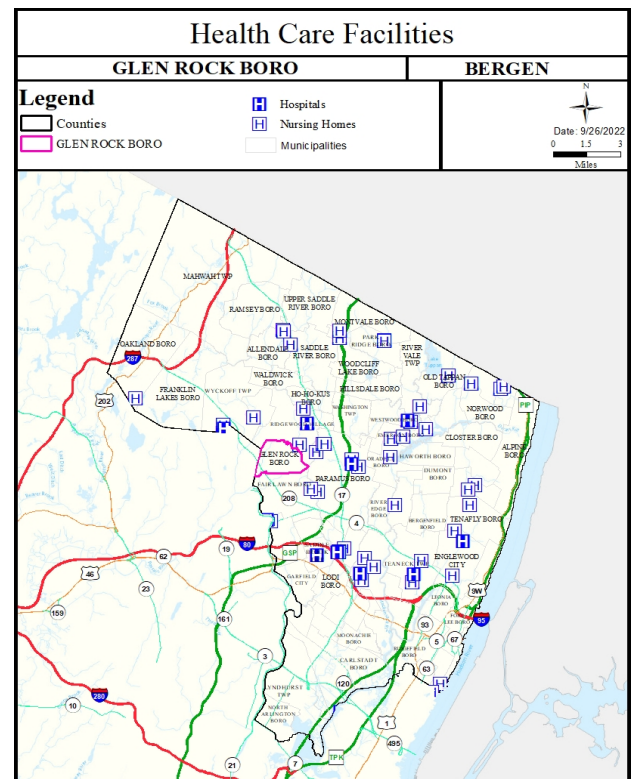 Health Care Facilities
GLEN ROCK BORO
BERGEN
Legend
Counties
GLEN ROCK BORO
Hospitals
Nursing Homes
Municipalities
N
Date: 9/26/2022
0 1.5 3
Miles
MAHWAH TWP
RAMSEY BORO
UPPER SADDLE
RIVER BORO
MONTVALE BORO
OAKLAND BORO
287
ALLENDALE
BORO
SADDLE
RIVER BORO
PARK
RIDGE BORO
RIVER
VALE
TWP
WOODCLIFF
LAKE BORO
WALDWICK
BORO
OLD TAPPAN
BORO
202
FRANKLIN
LAKES BORO
WYCKOFF TWP
HO-HO-KUS
BORO
HILLSDALE BORO
WASHINGTON
TWP
NORWOOD
BORO
PIP
RIDGEWOOD VILLAGE
WESTWOOD
CLOSTER BORO
ALPINE
BORO
GLEN ROCK
BORO
HAWORTH BORO
PARAMUS BORO
DUMONT
BORO
FAIR LAWN BORO
208
17
RIVER
EDGE
BORO
4
BERGENFIELD
BORO
TENAFLY BORO
19
80
GSP
62
46
23
GARFIELD
CITY
LODI
BORO
TEANECK TWP
ENGLEWOOD
CITY
9W
LEONIA
BORO
FORT
LEE BORO
159
161
93
5
67
95
MOONACHIE
BORO
RIDGEFIELD
BORO
3
CARLSTADT
BORO
63
280
10
LYNDHURST
TWP
120
NORTH
ARLINGTON
BORO
1
495
21
7
TPK